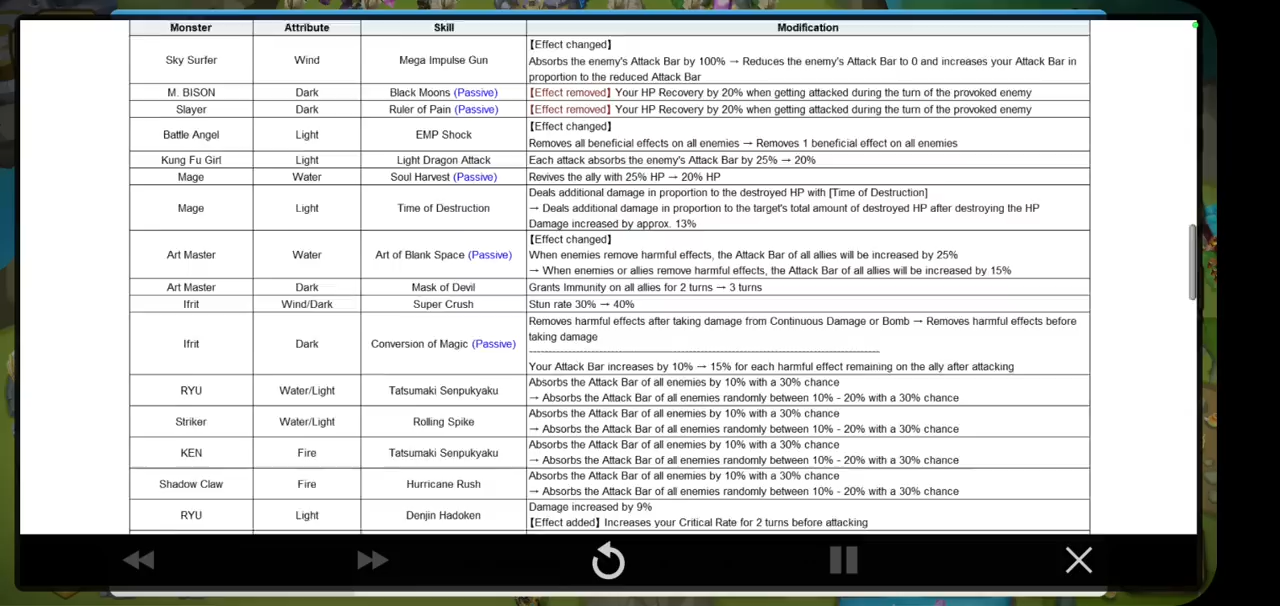 Monster Attribute Skill Modification
【Effect changed】
Sky Surfer Wind Mega Impulse Gun Absorbs the enemy's Attack Bar by 100% → Reduces the enemy's Attack Bar to 0 and increases your Attack Bar in
proportion to the reduced Attack Bar
M. BISON Dark Black Moons (Passive) 【Effect removed】 Your HP Recovery by 20% when getting attacked during the turn of the provoked enemy
Slayer Dark Ruler of Pain (Passive) 【Effect removed】 Your HP Recovery by 20% when getting attacked during the turn of the provoked enemy
【Effect changed】
Battle Angel Light EMP Shock
Removes all beneficial effects on all enemies → Removes 1 beneficial effect on all enemies
Kung Fu Girl Light Light Dragon Attack Each attack absorbs the enemy's Attack Bar by 25% → 20%
Mage Water Soul Harvest (Passive) Revives the ally with 25% HP → 20% HP
Deals additional damage in proportion to the destroyed HP with [Time of Destruction]
Mage Light Time of Destruction → Deals additional damage in proportion to the target's total amount of destroyed HP after destroying the HP
Damage increased by approx. 13%
【Effect changed】
Art Master Water Art of Blank Space (Passive) When enemies remove harmful effects, the Attack Bar of all allies will be increased by 25%
→ When enemies or allies remove harmful effects, the Attack Bar of all allies will be increased by 15%
Art Master Dark Mask of Devil Grants Immunity on all allies for 2 turns → 3 turns
Ifrit Wind/Dark Super Crush Stun rate 30% → 40%
Removes harmful effects after taking damage from Continuous Damage or Bomb → Removes harmful effects before
taking damage
Ifrit Dark Conversion of Magic (Passive)
Your Attack Bar increases by 10% → 15% for each harmful effect remaining on the ally after attacking
RYU Water/Light Tatsumaki Senpukyaku Absorbs the Attack Bar of all enemies by 10% with a 30% chance
→ Absorbs the Attack Bar of all enemies randomly between 10% - 20% with a 30% chance
Striker Water/Light Rolling Spike Absorbs the Attack Bar of all enemies by 10% with a 30% chance
→ Absorbs the Attack Bar of all enemies randomly between 10% - 20% with a 30% chance
KEN Fire Tatsumaki Senpukyaku Absorbs the Attack Bar of all enemies by 10% with a 30% chance
→ Absorbs the Attack Bar of all enemies randomly between 10% - 20% with a 30% chance
Shadow Claw Fire Hurricane Rush Absorbs the Attack Bar of all enemies by 10% with a 30% chance
→ Absorbs the Attack Bar of all enemies randomly between 10% - 20% with a 30% chance
RYU Light Denjin Hadoken Damage increased by 9%
【Effect added】 Increases your Critical Rate for 2 turns before attacking